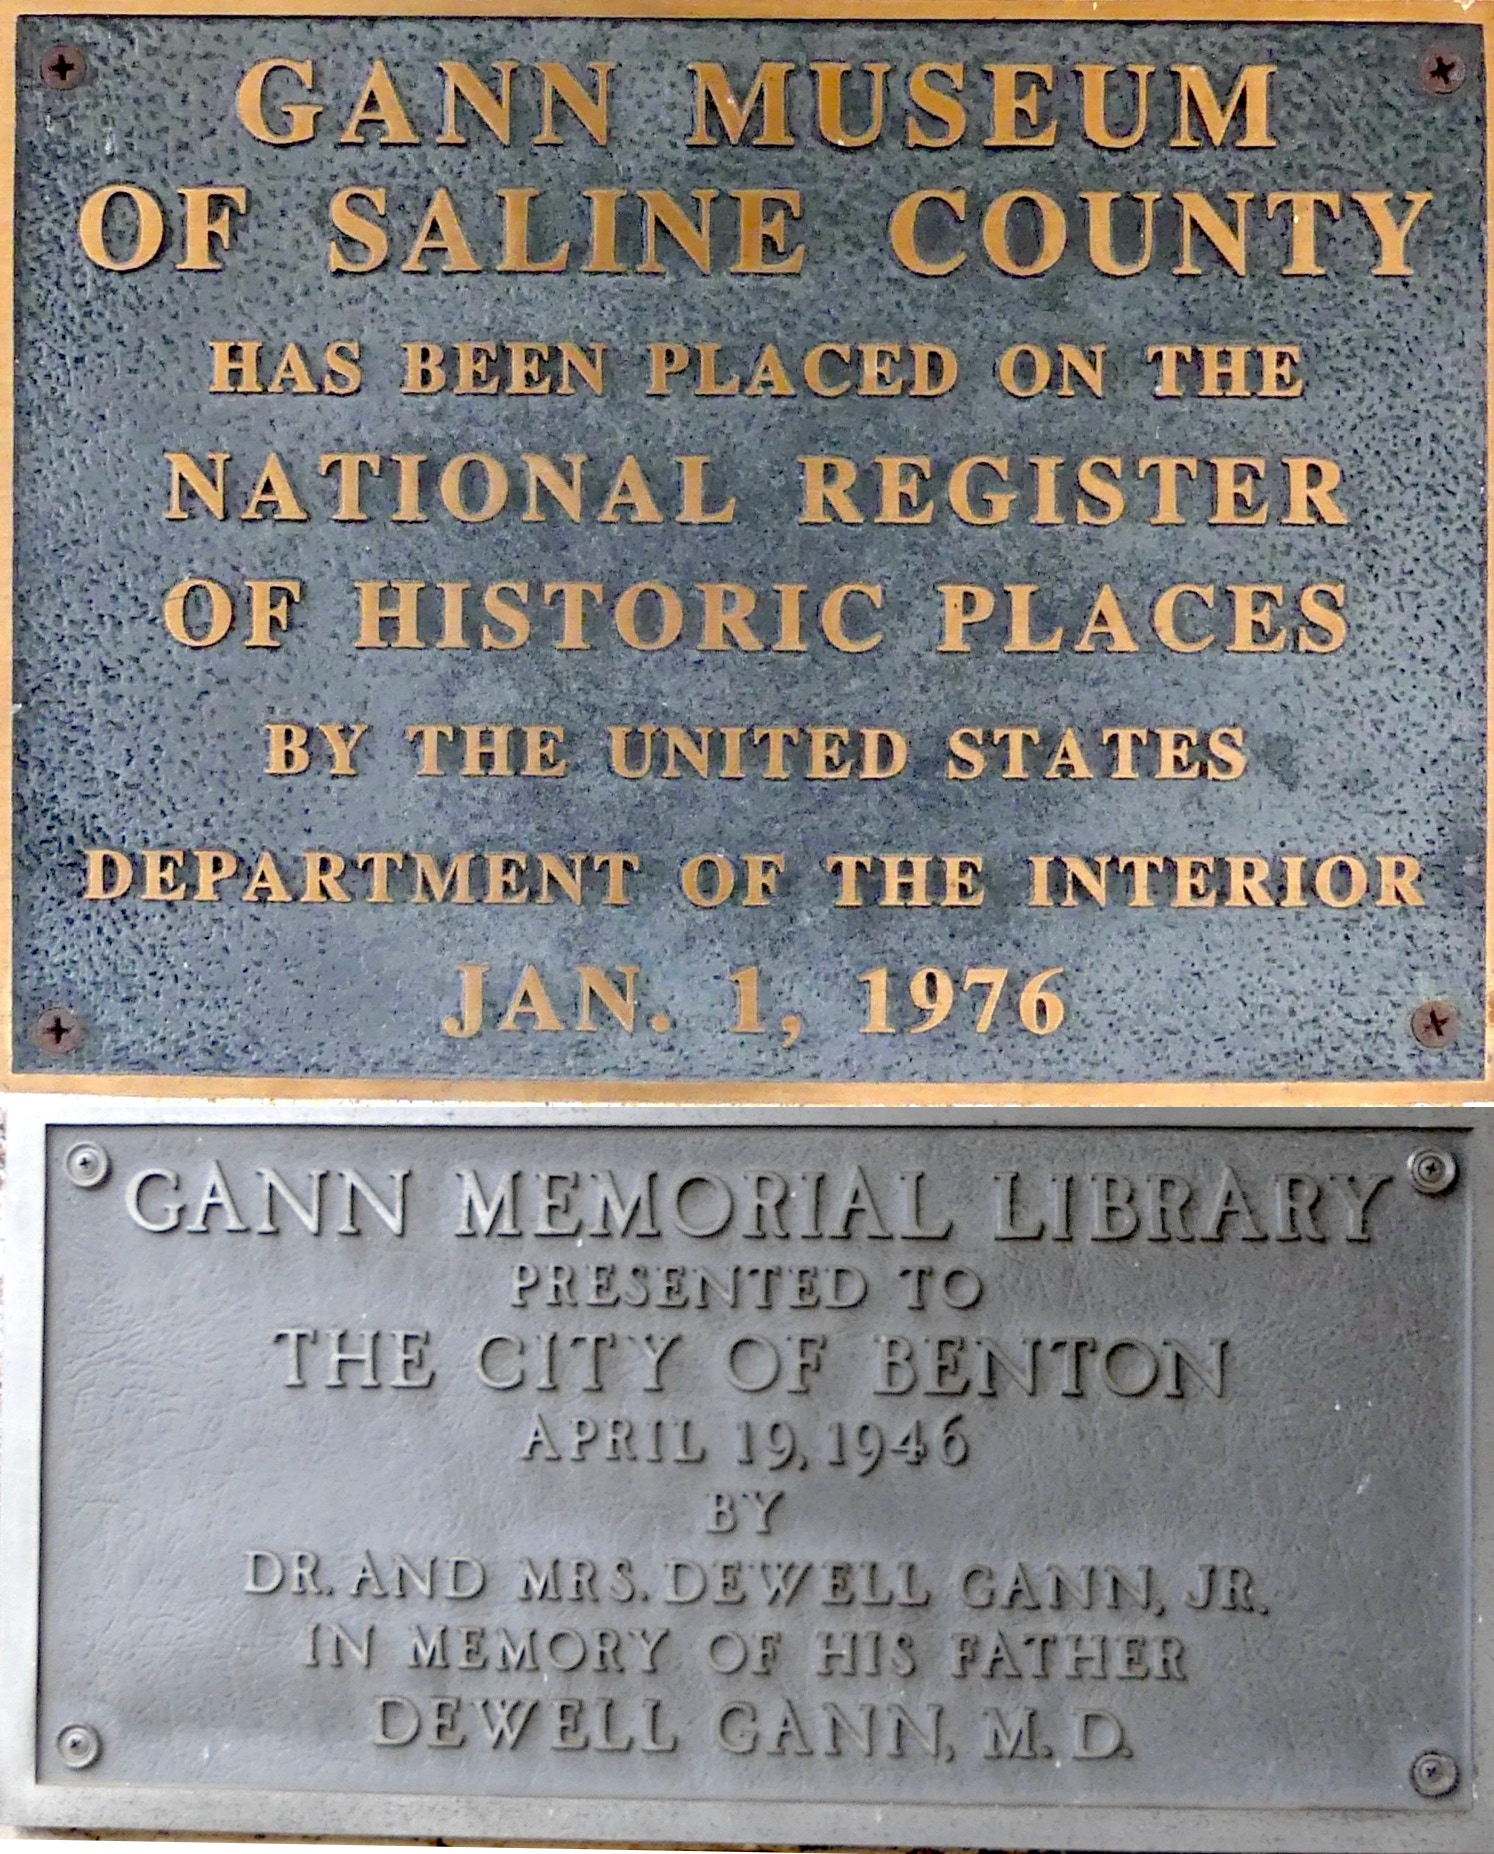 GANN MUSEUM
OF SALINE COUNTY
HAS BEEN PLACED ON THE
NATIONAL REGISTER
OF HISTORIC PLACES
BY THE UNITED STATES
DEPARTMENT OF THE INTERIOR
JAN. 1, 1976
GANN MEMORIAL LIBRARY
PRESENTED TO
THE CITY OF BENTON
APRIL 19, 1946
BY
DR. AND MRS. DEWELL GANN, JR.
IN MEMORY OF HIS FATHER
DEWELL GANN, M. D.